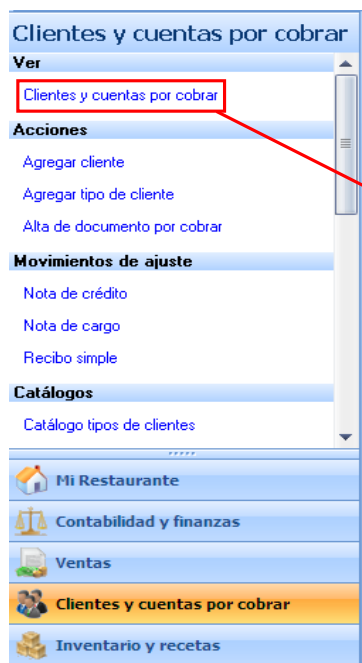 Clientes y cuentas por cobrar
Ver
Clientes y cuentas por cobrar
Acciones
Agregar cliente
Agregar tipo de cliente
Alta de documento por cobrar
Movimientos de ajuste
Nota de crédito
Nota de cargo
Recibo simple
Catálogos
Catálogo tipos de clientes
Mi Restaurante
Contabilidad y finanzas
Ventas
Clientes y cuentas por cobrar
Inventario y recetas